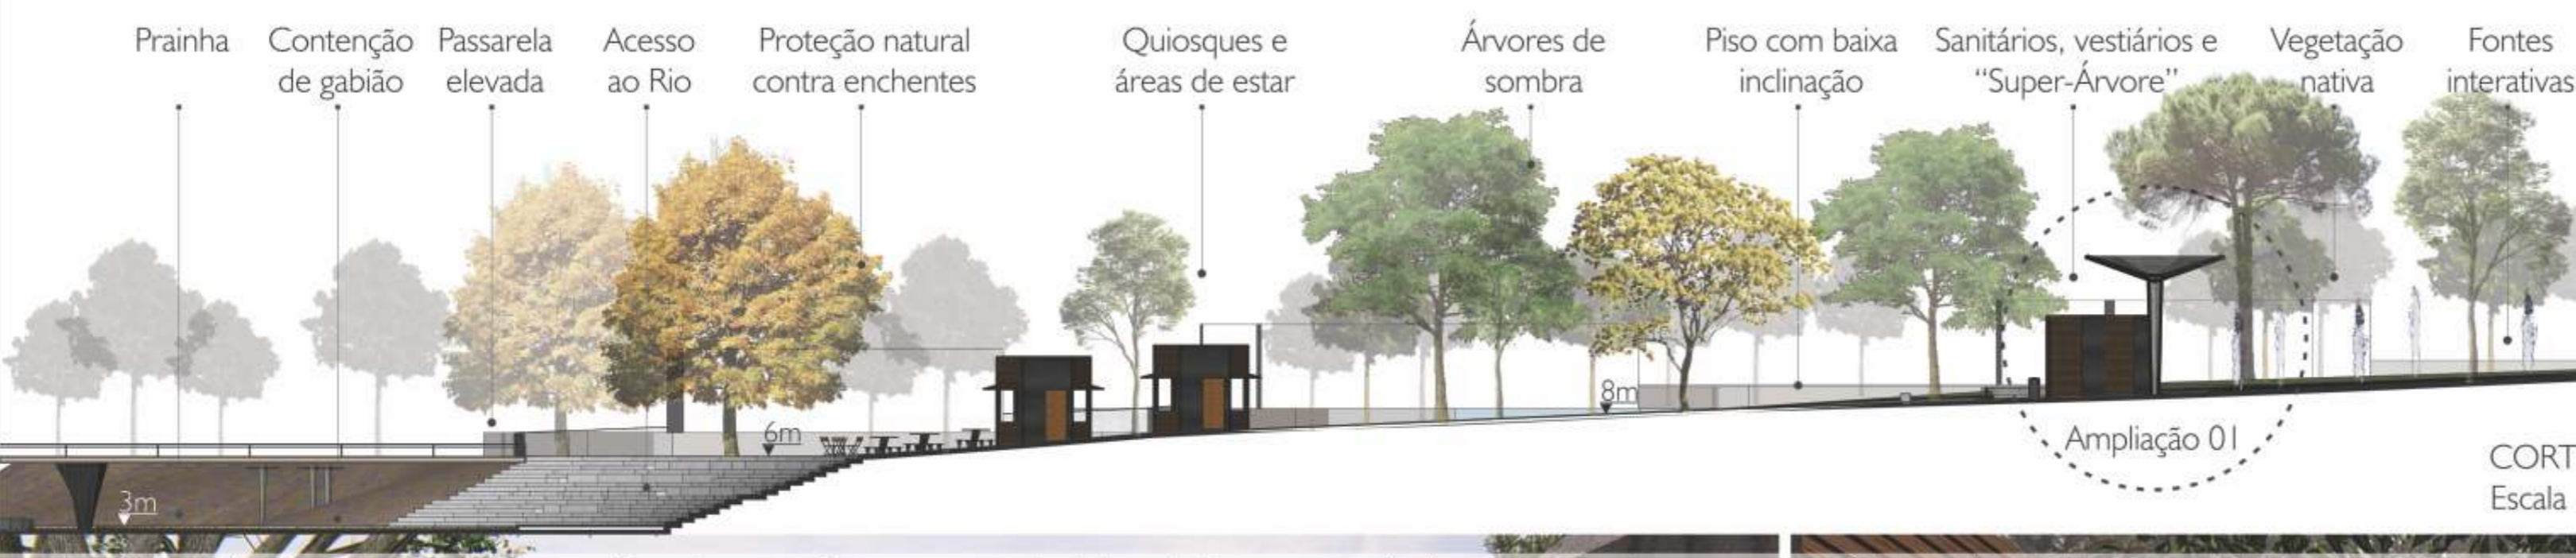 Prainha
Contenção
de gabião
Passarela
elevada
Acesso
ao Rio
Proteção natural
contra enchentes
Quiosques e
áreas de estar
Árvores de
sombra
Piso com baixa
inclinação
Sanitários, vestiários e
“Super-Árvore”
Vegetação
nativa
Fontes
interativas
8m
6m
3m
Ampliação 01
CORT
Escala